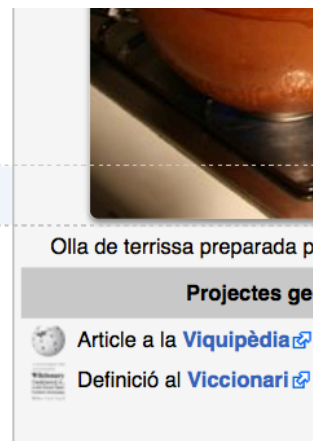 Olla de terrissa preparada p
Projectes ge
Article a la Viquipèdia
Definició al Viccionari